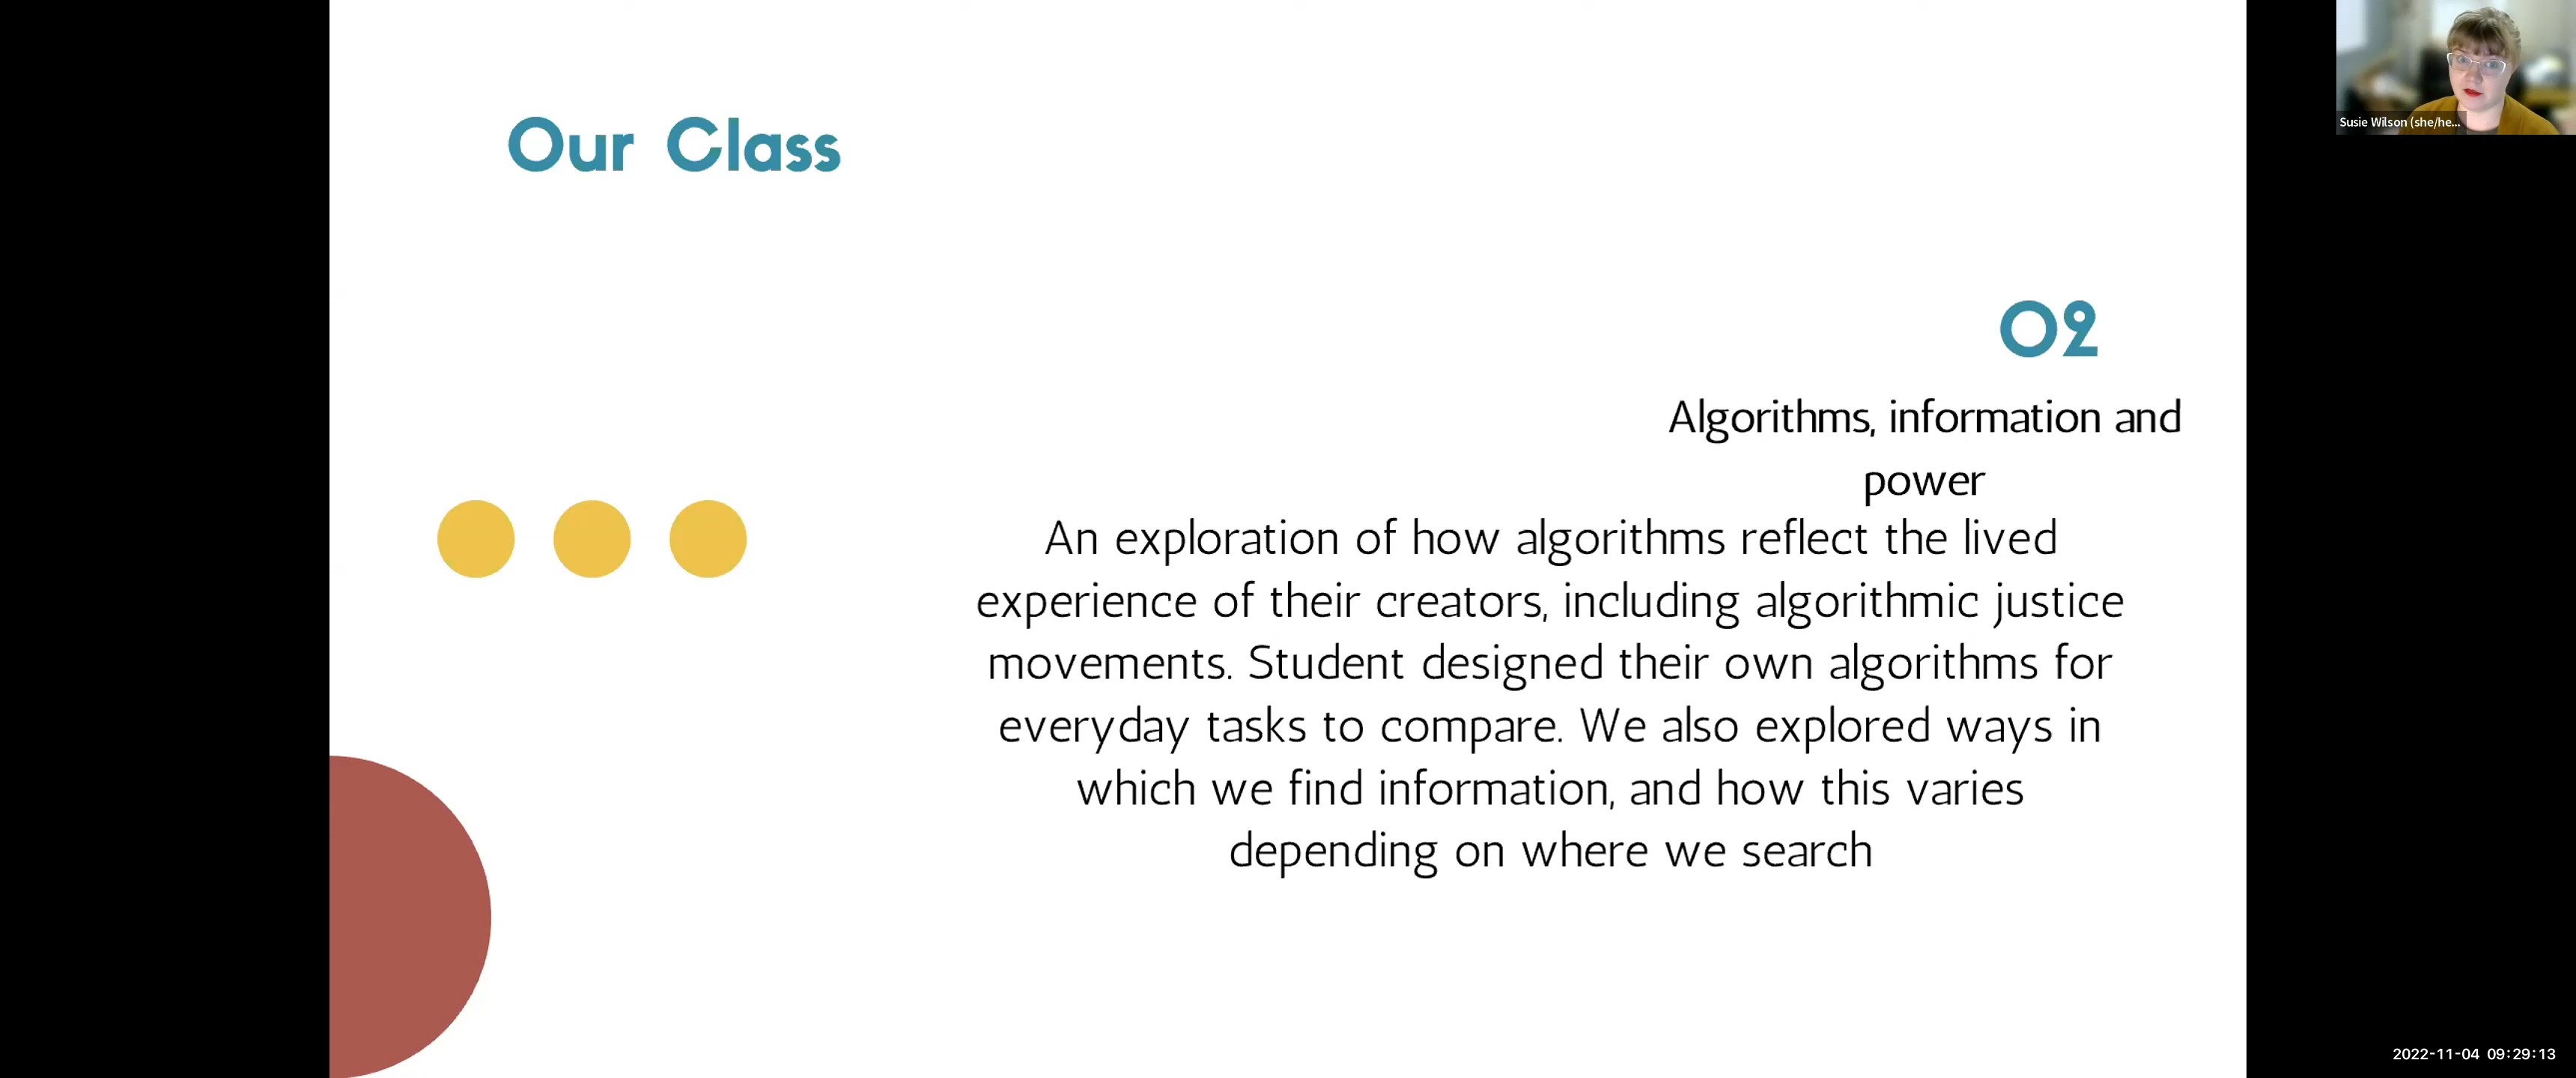 Our Class
Susie Wilson (she/he...
02
Algorithms, information and
power
An exploration of how algorithms reflect the lived
experience of their creators, including algorithmic justice
movements. Student designed their own algorithms for
everyday tasks to compare. We also explored ways in
which we find information, and how this varies
depending on where we search
2022-11-04 09:29:13